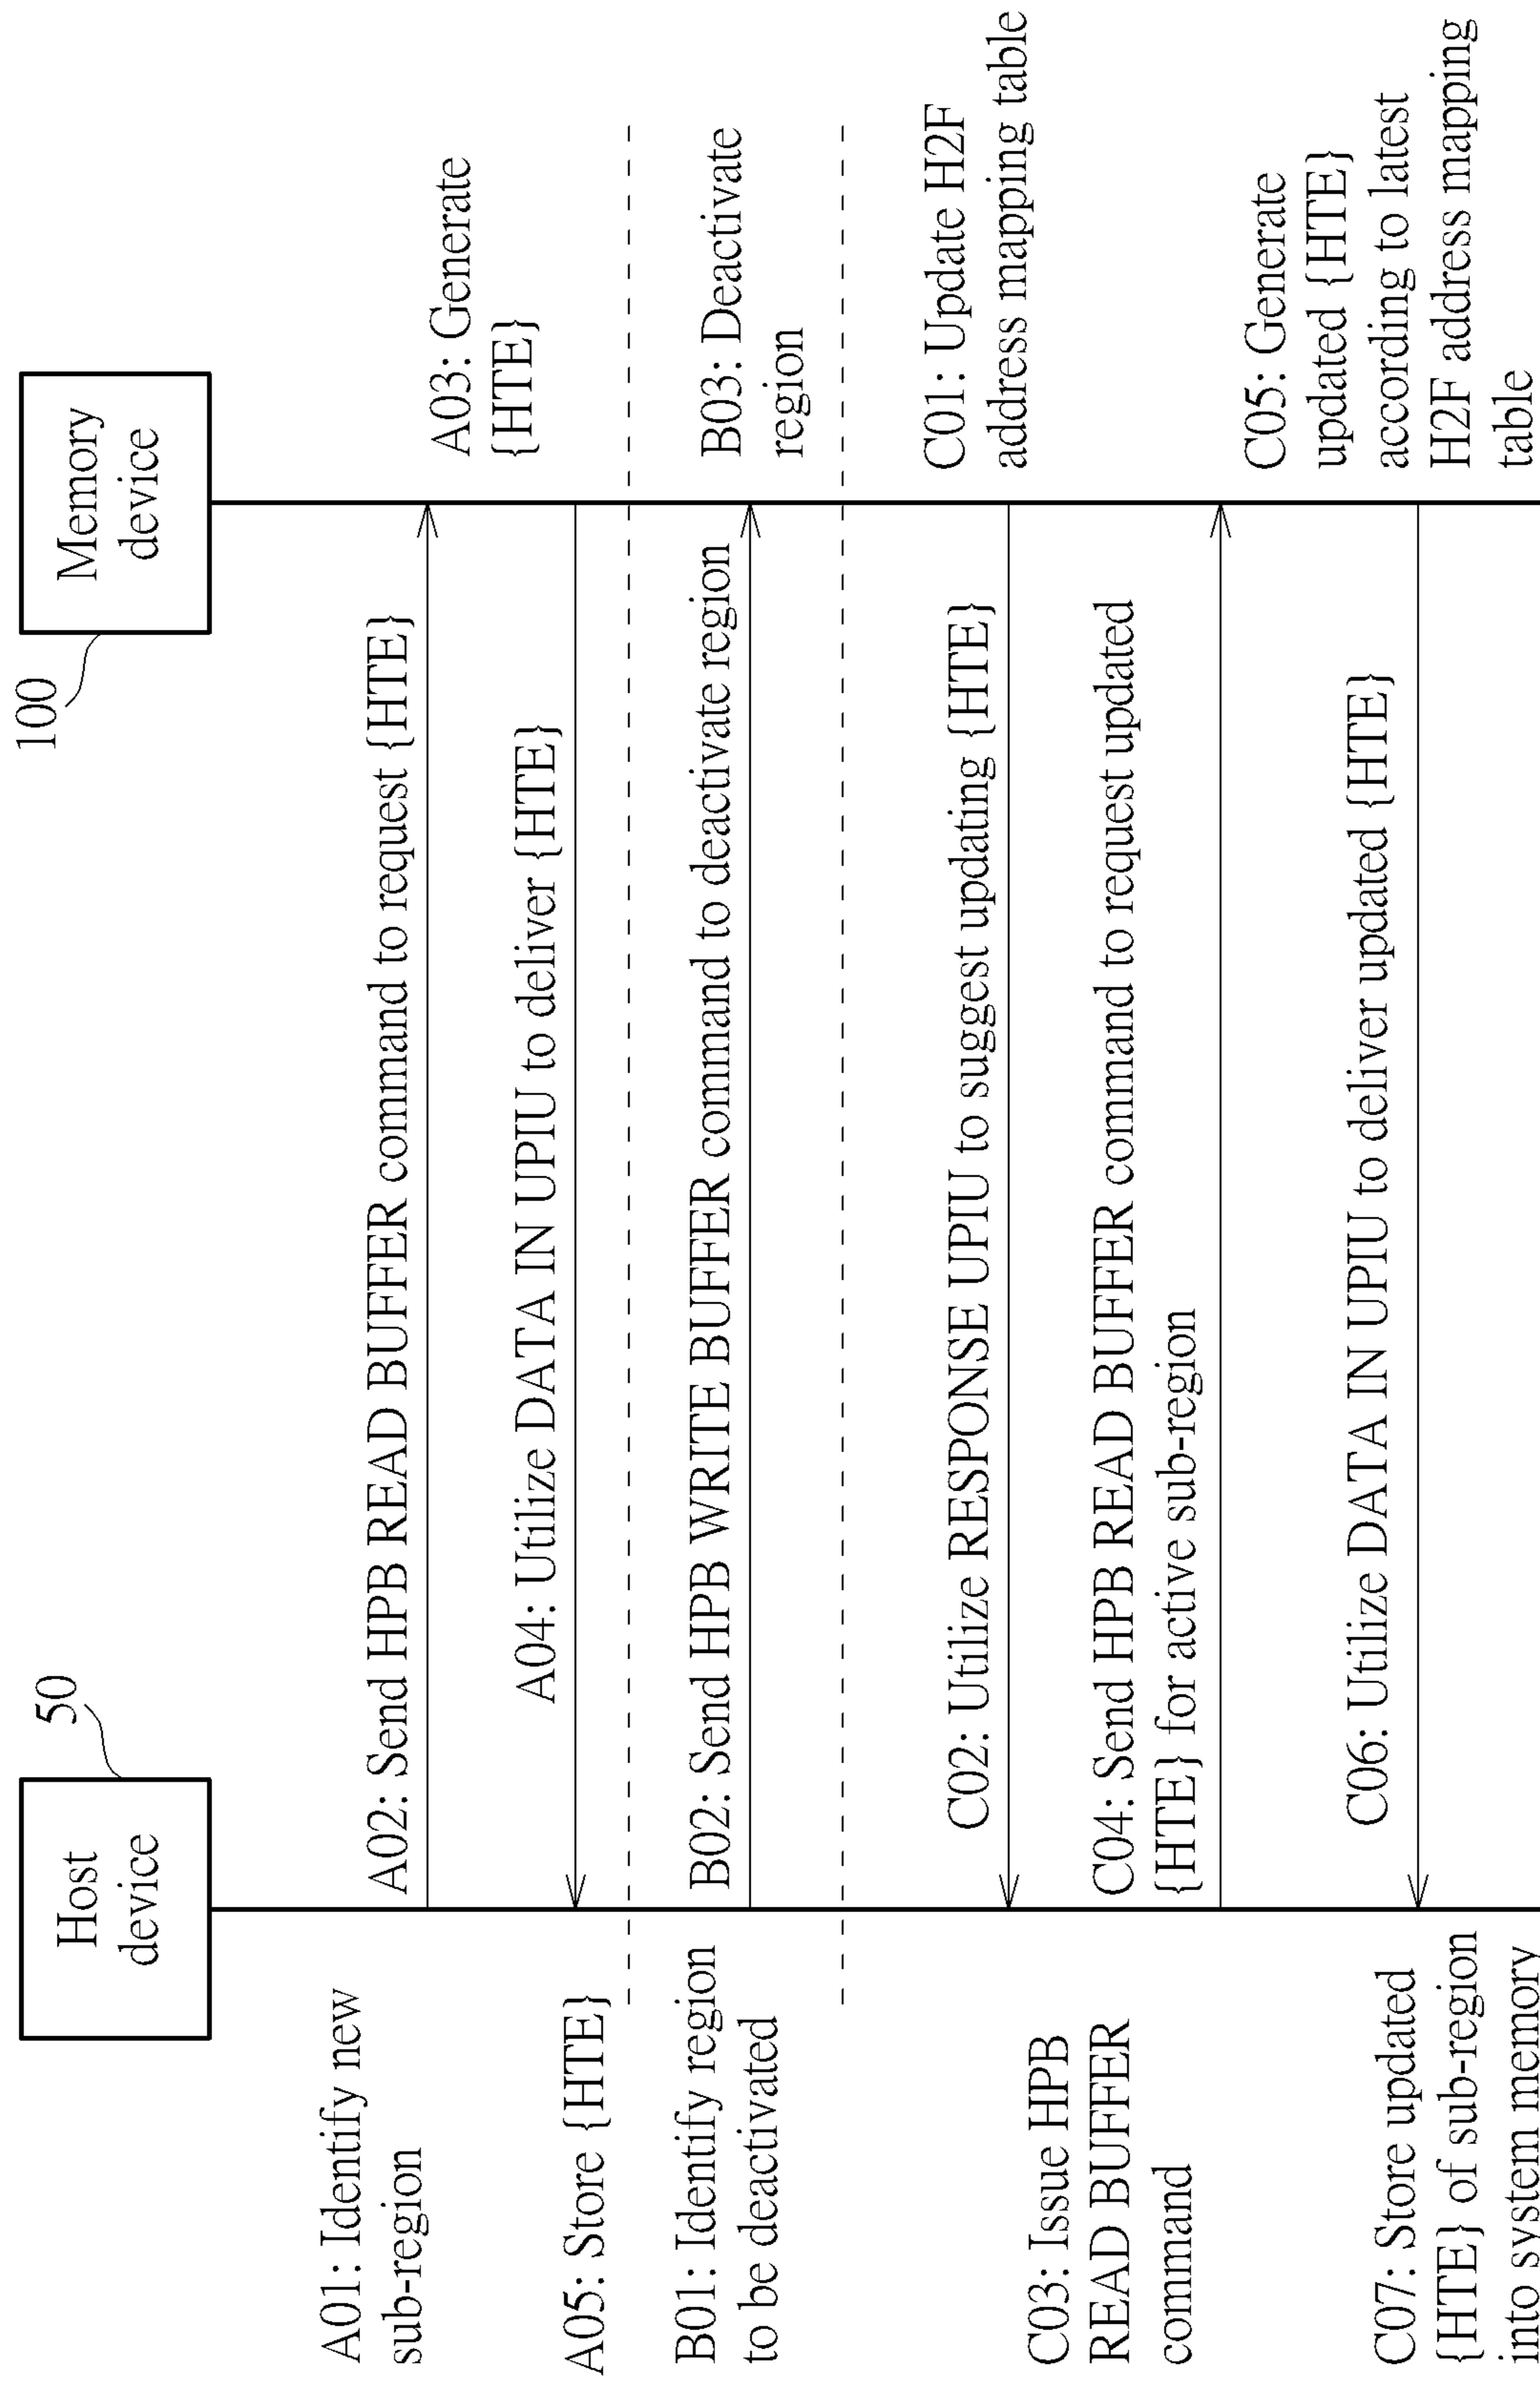 Host
device
50
100
Memory
device
A01: Identify new
sub-region
A02: Send HPB READ BUFFER command to request {HTE}
A03: Generate
{HTE}
A04: Utilize DATA IN UPIU to deliver {HTE}
A05: Store {HTE}
B01: Identify region
to be deactivated
B02: Send HPB WRITE BUFFER command to deactivate region
B03: Deactivate
region
C01: Update H2F
address mapping table
C02: Utilize RESPONSE UPIU to suggest updating {HTE}
C03: Issue HPB
READ BUFFER
command
C04: Send HPB READ BUFFER command to request updated
{HTE} for active sub-region
C05: Generate
updated {HTE}
according to latest
H2F address mapping
table
C06: Utilize DATA IN UPIU to deliver updated {HTE}
C07: Store updated
{HTE} of sub-region
into system memory